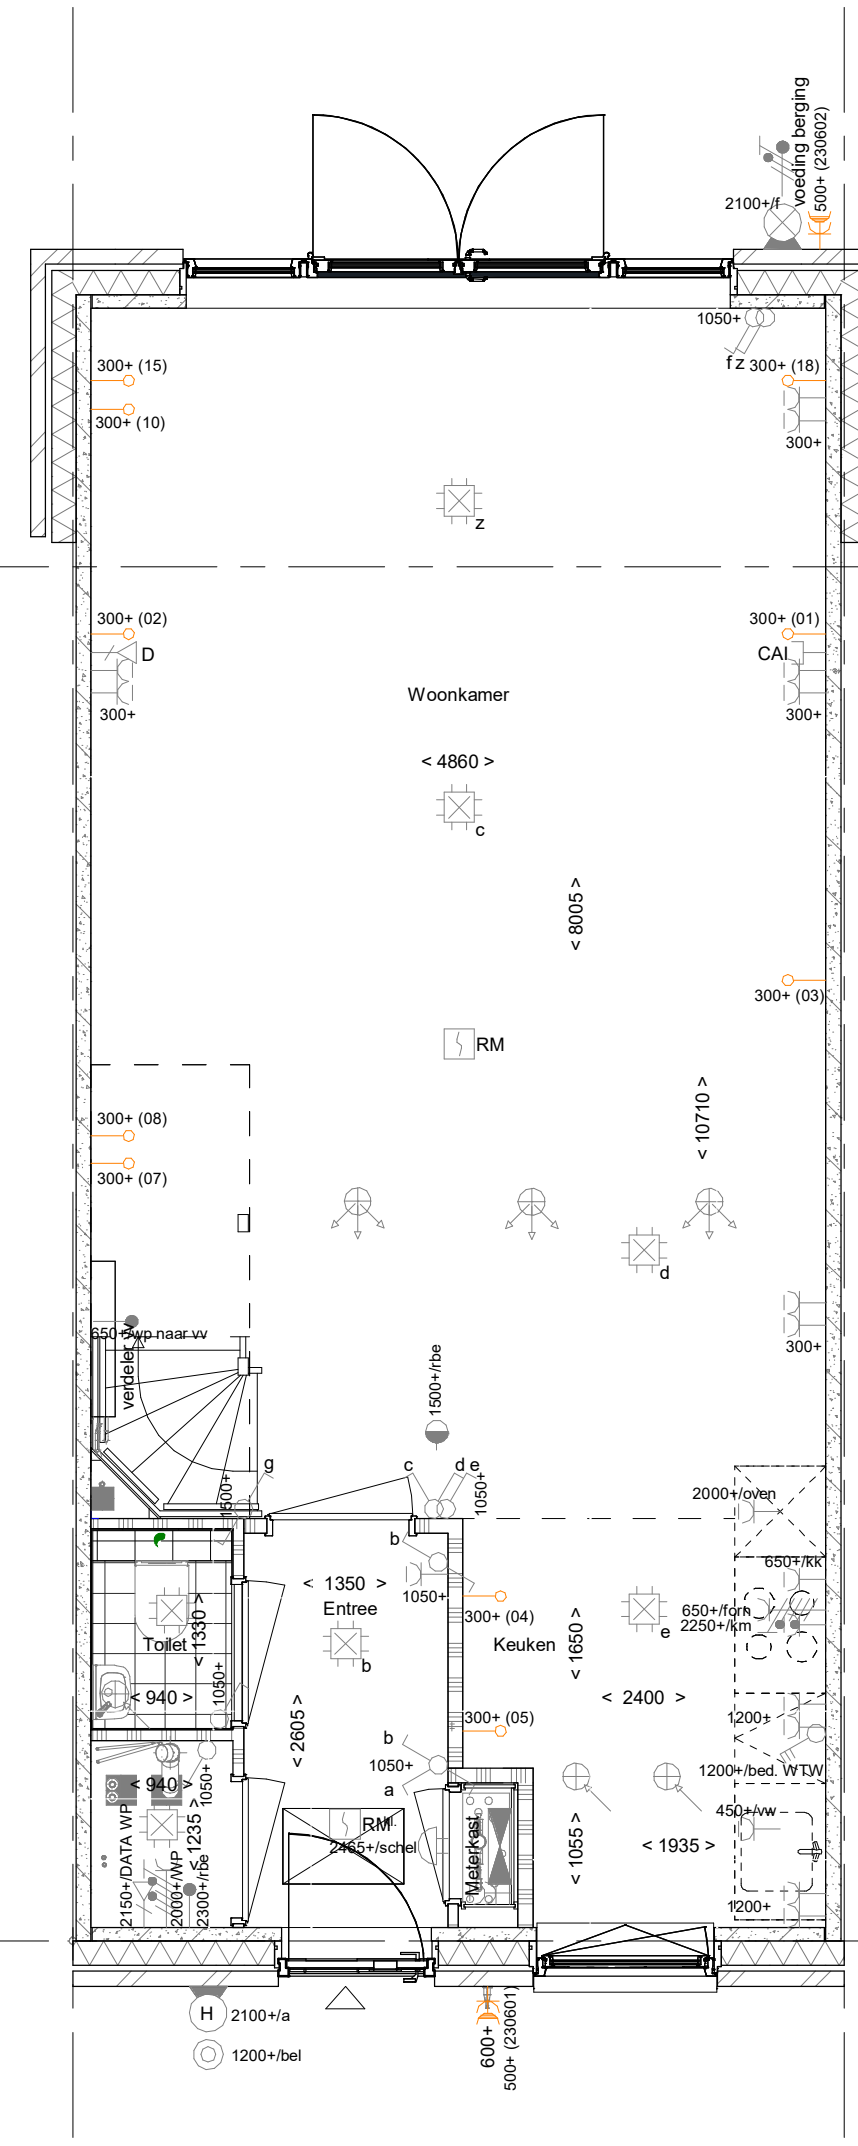 voeding berging
500+ (230602)
2100+/f
1050+
f z
300+ (15)
300+ (18)
300+ (10)
300+
z
300+ (02)
300+ (01)
D
CAI
300+
300+
Woonkamer
< 4860 >
c
< 8005 >
300+ (03)
RM
< 10710 >
300+ (08)
300+ (07)
d
650+/wp naar vv
verdeler vv
300+
1500+/rbe
g
c
d e
1500+
1050+
2000+/oven
b
650+/kk
< 1350 >
1050+
Entree
300+ (04)
650+/forn
2250+/km
e
< 1330 >
Toilet
b
Keuken
< 1650 >
1050+
< 940 >
< 2400 >
300+ (05)
1200+
< 2605 >
b
1050+
1050+
1200+/bed. WTW
< 940 >
a
450+/vw
< 1235 >
RM
2465+/schel
Meterkast
< 1055 >
< 1935 >
2150+/DATA WP
2000+/WP
2300+/rbe
1200+
H
2100+/a
1200+/bel
600+
500+ (230601)